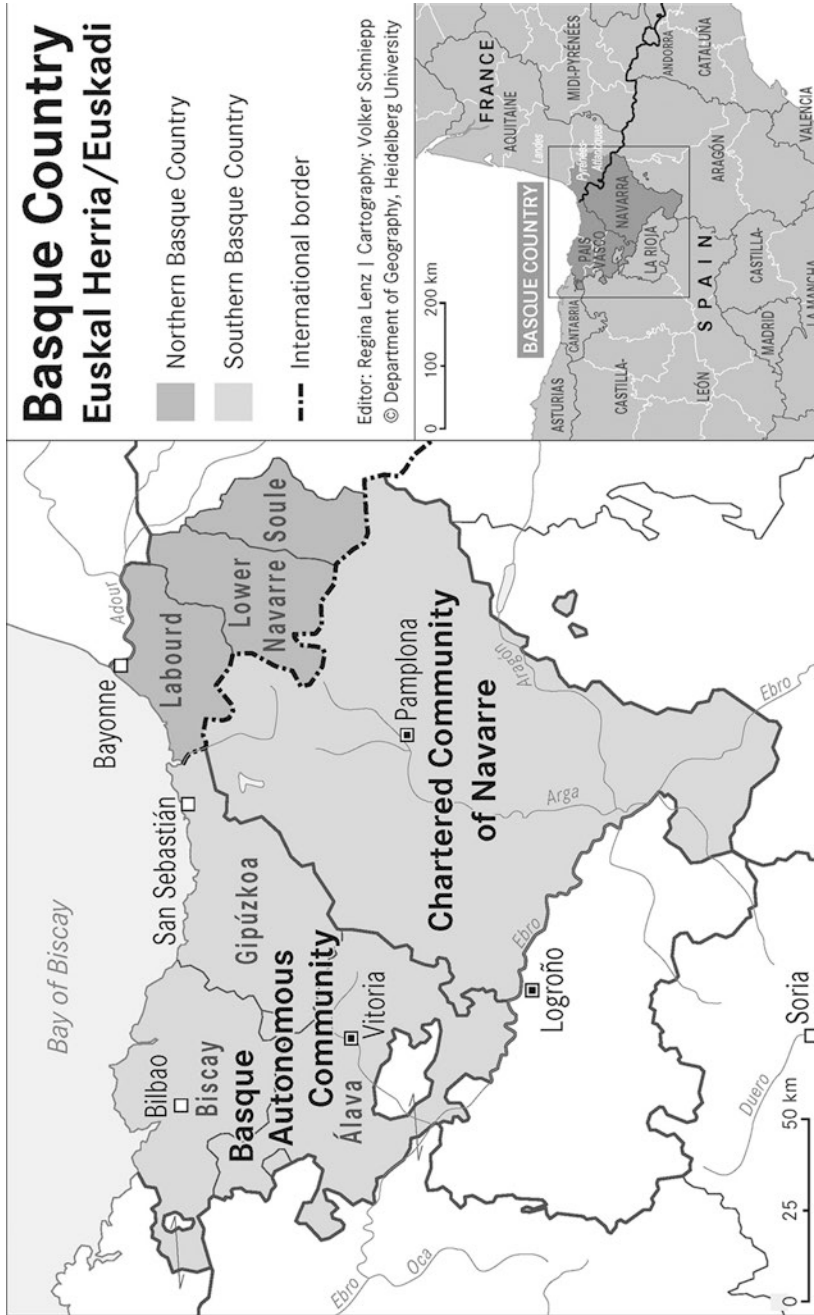 Basque Country
Euskal Herria/Euskadi
Northern Basque Country
Southern Basque Country
International border
Editor: Regina Lenz | Cartography: Volker Schniepp
© Department of Geography, Heidelberg University
0 100 200 km
BASQUE COUNTRY
FRANCE
AQUITAINE
Landes
MIDI-PYRÉNÉES
Pyrénées-
Atlantiques
ASTURIAS
CANTABRIA
PAÍS
VASCO
NAVARRA
LA RIOJA
ANDORRA
CATALUÑA
ARAGÓN
CASTILLA-
LEÓN
SPAIN
MADRID
CASTILLA-
LA MANCHA
VALENCIA
Bay of Biscay
Adour
Bayonne
San Sebastián
Bilbao
Biscay
Gipúzkoa
Labourd
Lower
Navarre
Soule
Basque
Autonomous
Community
Vitoria
Álava
Pamplona
Chartered Community
of Navarre
Aragón
Arga
Ebro
Ebro
Logroño
Ebro
Oca
Duero
Soria
0 25 50 km